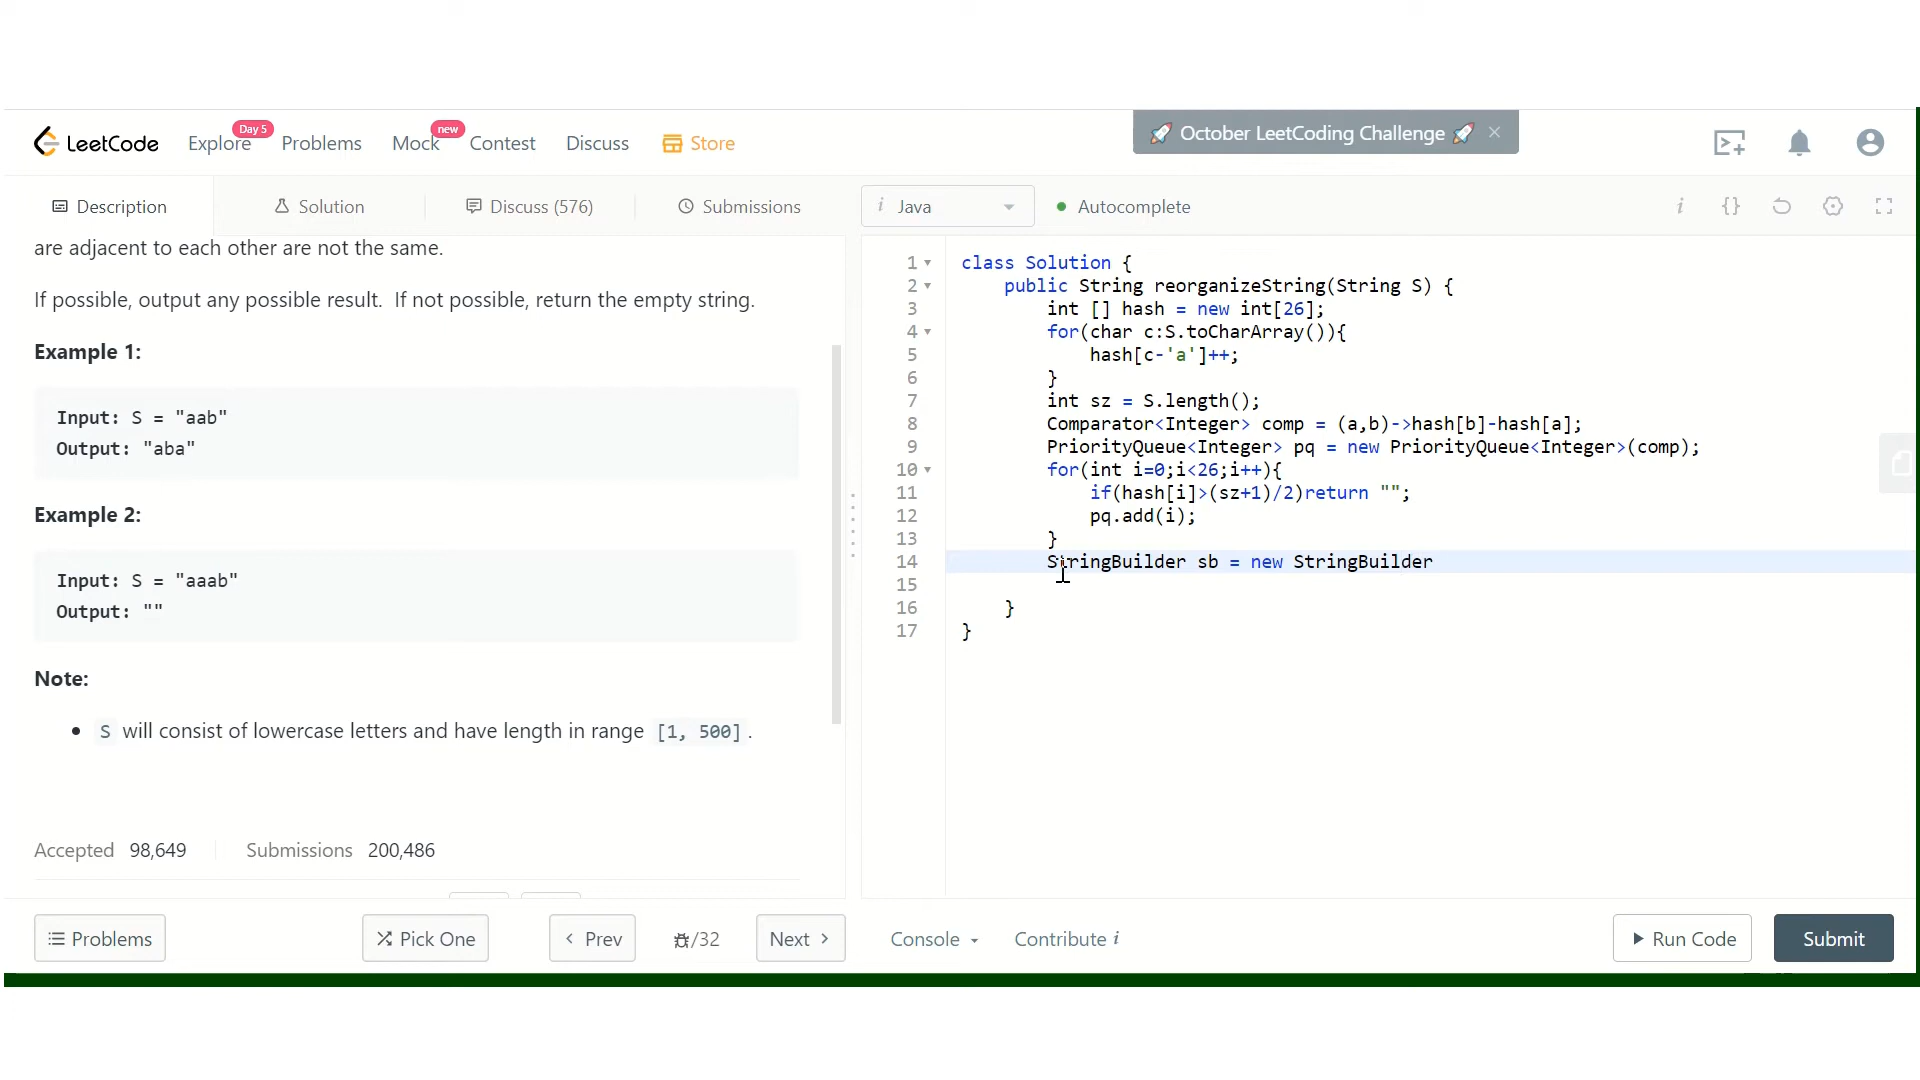 LeetCode
Explore
Day 5
Problems
Mock
new
Contest
Discuss
Store
🚀 October LeetCoding Challenge 🚀 ×
Description
Solution
Discuss (576)
Submissions
i Java
Autocomplete
i {}
are adjacent to each other are not the same.
If possible, output any possible result. If not possible, return the empty string.
Example 1:
Input: S = "aab"
Output: "aba"
Example 2:
Input: S = "aaab"
Output: ""
Note:
S will consist of lowercase letters and have length in range [1, 500].
Accepted 98,649
Submissions 200,486
1 class Solution {
2 public String reorganizeString(String S) {
3 int [] hash = new int[26];
4 for(char c:S.toCharArray()){
5 hash[c-'a']++;
6 }
7 int sz = S.length();
8 Comparator<Integer> comp = (a,b)->hash[b]-hash[a];
9 PriorityQueue<Integer> pq = new PriorityQueue<Integer>(comp);
10 for(int i=0;i<26;i++){
11 if(hash[i]>(sz+1)/2)return "";
12 pq.add(i);
13 }
14 StringBuilder sb = new StringBuilder
15
16 }
17 }
Problems
Pick One
Prev
/32
Next
Console
Contribute i
Run Code
Submit